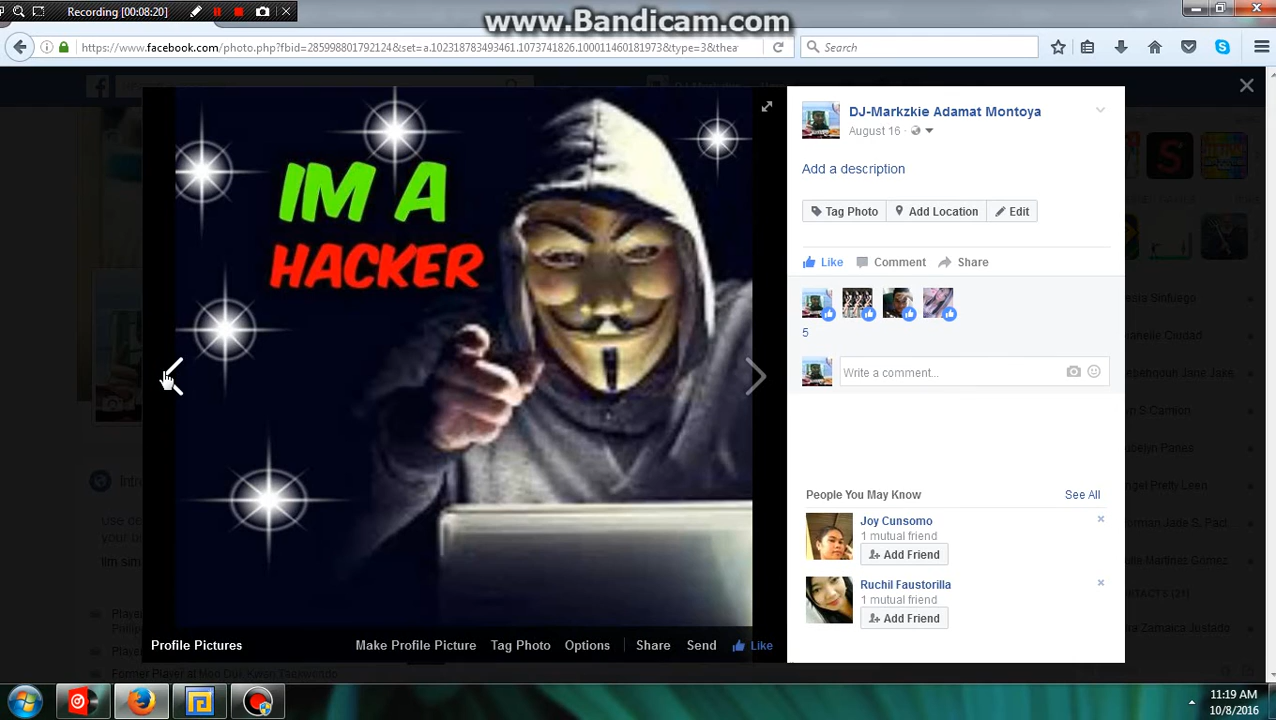 Recording [00:08:20]
www.Bandicam.com
https://www.facebook.com/photo.php?fbid=285998801792124&set=a.102318783493461.1073741826.100011460181973&type=3&thea
Search
IM A
HACKER
DJ-Markzkie Adamat Montoya
August 16
Add a description
Tag Photo
Add Location
Edit
Like
Comment
Share
5
Write a comment...
People You May Know
See All
Joy Cunsomo
1 mutual friend
Add Friend
Ruchil Faustorilla
1 mutual friend
Add Friend
Profile Pictures
Make Profile Picture
Tag Photo
Options
Share
Send
Like
11:19 AM
10/8/2016